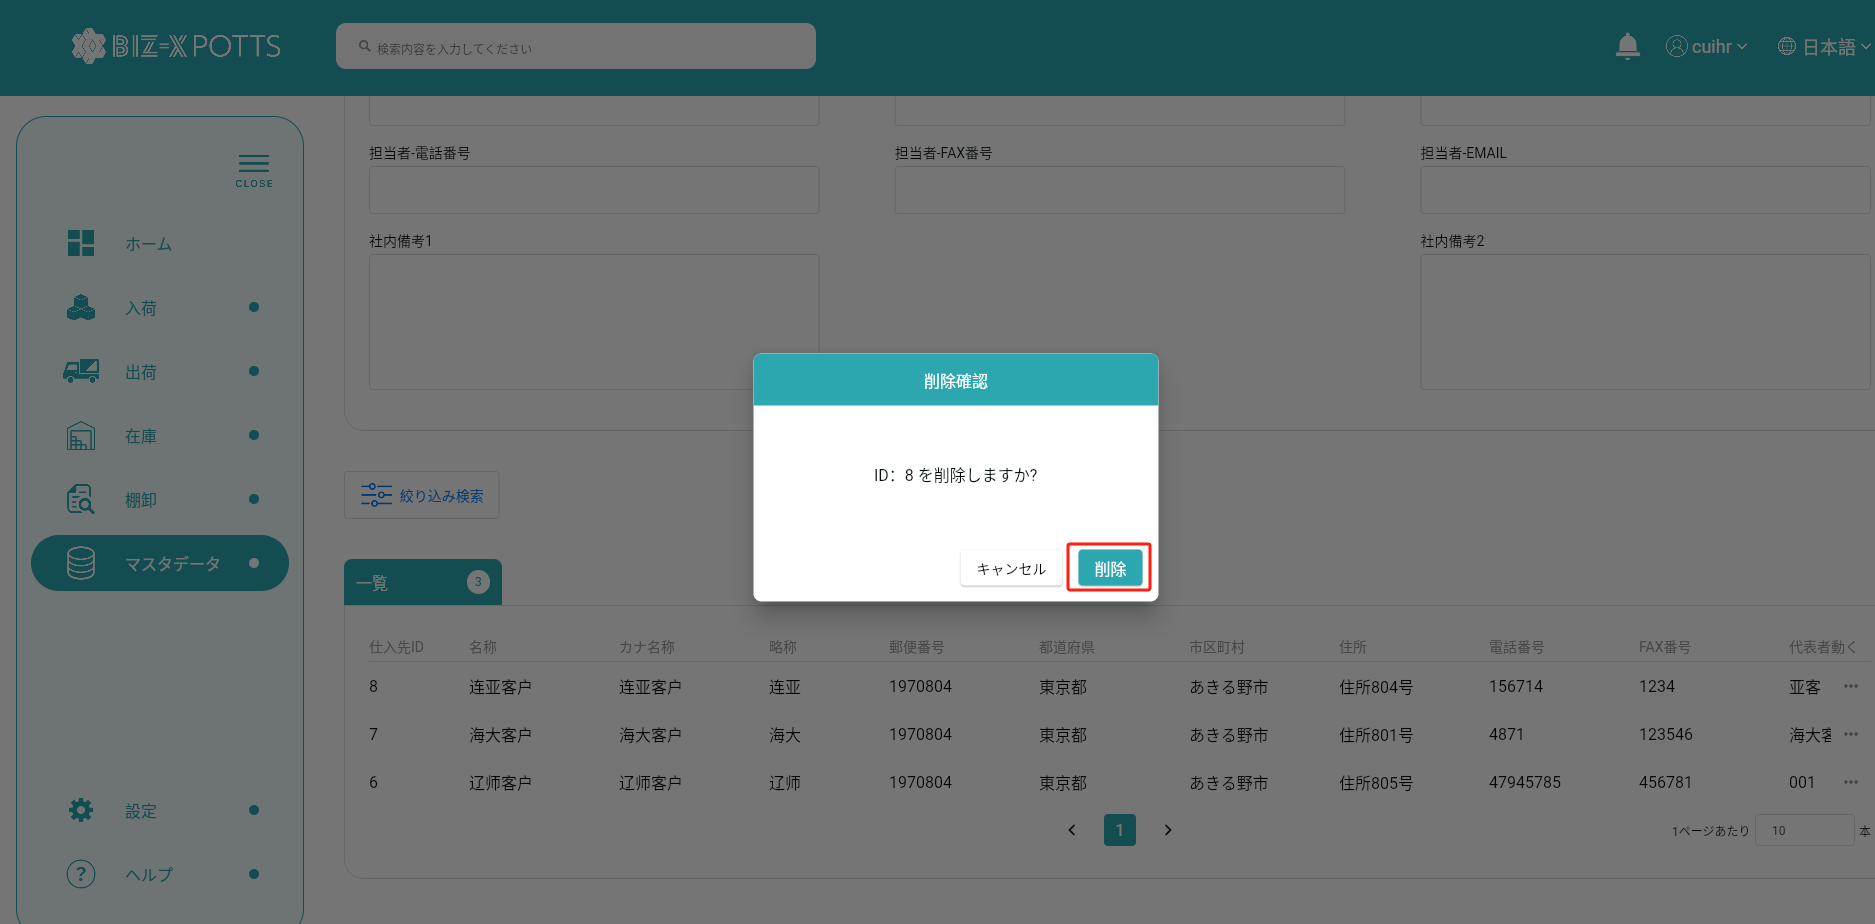 BIZ-X POTTS
検索内容を入力してください
cuihr
日本語
CLOSE
ホーム
入荷
出荷
在庫
棚卸
マスタデータ
設定
ヘルプ
担当者-電話番号
担当者-FAX番号
担当者-EMAIL
社内備考1
社内備考2
削除確認
ID：8 を削除しますか?
キャンセル
削除
絞り込み検索
一覧 3
仕入先ID 名称 カナ名称 略称 郵便番号 都道府県 市区町村 住所 電話番号 FAX番号 代表者動く
8 连亚客户 连亚客户 连亚 1970804 東京都 あきる野市 住所804号 156714 1234 亚客 ···
7 海大客户 海大客户 海大 1970804 東京都 あきる野市 住所801号 4871 123546 海大客 ···
6 辽师客户 辽师客户 辽师 1970804 東京都 あきる野市 住所805号 47945785 456781 001 ···
1
1ページあたり 10 本